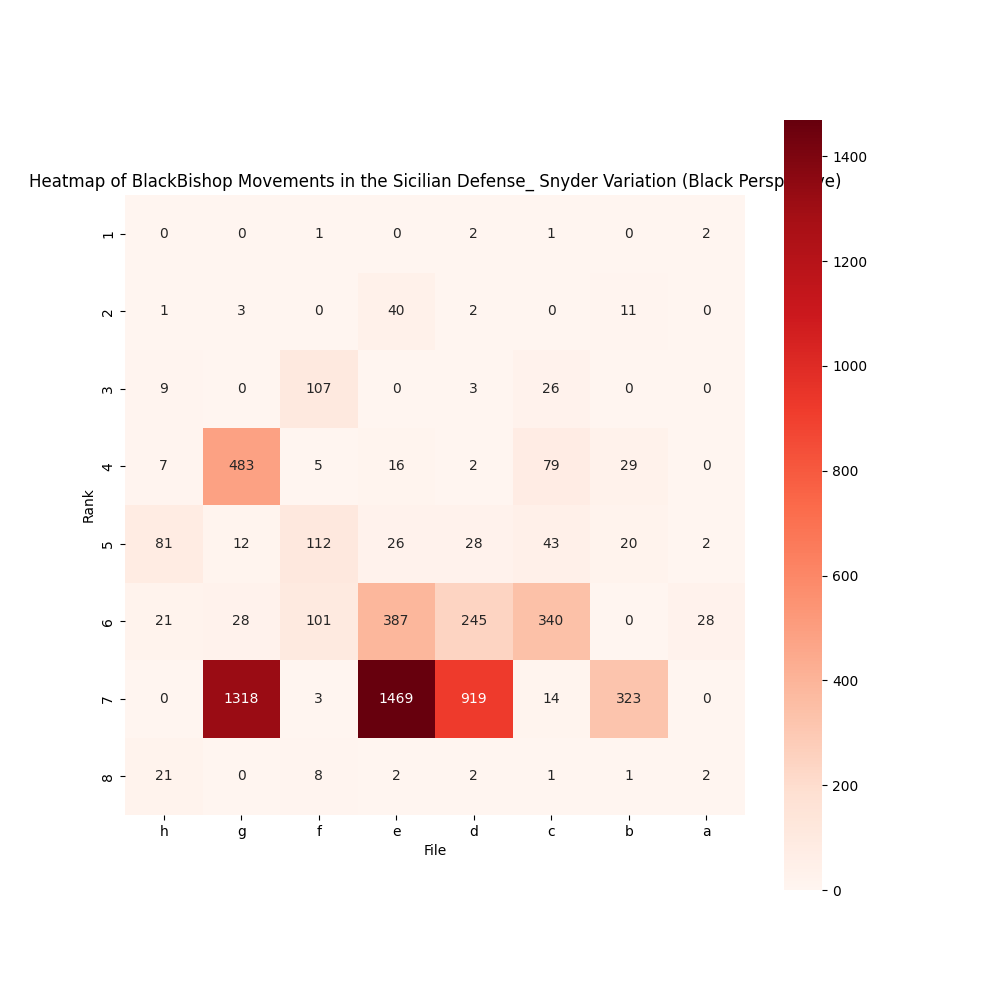 Heatmap of BlackBishop Movements in the Sicilian Defense_ Snyder Variation (Black Persp ve)
1 0 0 1 0 2 1 0 2
2 1 3 0 40 2 0 11 0
3 9 0 107 0 3 26 0 0
4 7 483 5 16 2 79 29 0
5 81 12 112 26 28 43 20 2
6 21 28 101 387 245 340 0 28
7 0 1318 3 1469 919 14 323 0
8 21 0 8 2 2 1 1 2
h g f e d c b a
File
Rank
1400
1200
1000
800
600
400
200
0